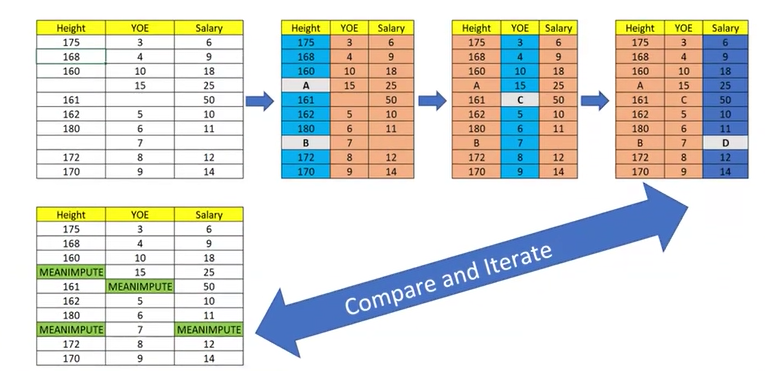 Height YOE Salary
175 3 6
168 4 9
160 10 18
15 25
161 50
162 5 10
180 6 11
7
172 8 12
170 9 14
Height YOE Salary
175 3 6
168 4 9
160 10 18
A 15 25
161 50
162 5 10
180 6 11
B 7
172 8 12
170 9 14
Height YOE Salary
175 3 6
168 4 9
160 10 18
A 15 25
161 C 50
162 5 10
180 6 11
B 7
172 8 12
170 9 14
Height YOE Salary
175 3 6
168 4 9
160 10 18
A 15 25
161 C 50
162 5 10
180 6 11
B 7 D
172 8 12
170 9 14
Height YOE Salary
175 3 6
168 4 9
160 10 18
MEANIMPUTE 15 25
161 MEANIMPUTE 50
162 5 10
180 6 11
MEANIMPUTE 7 MEANIMPUTE
172 8 12
170 9 14
Compare and Iterate